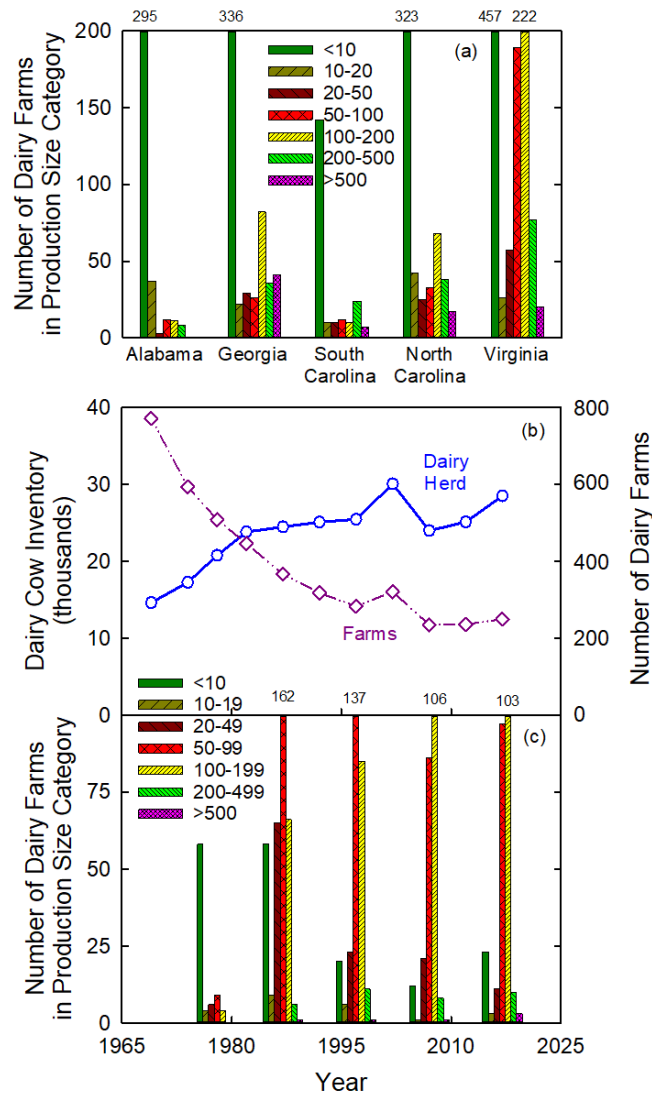 295 336 323 457 222
200
150
100
50
0
Number of Dairy Farms
in Production Size Category
(a)
<10
10-20
20-50
50-100
100-200
200-500
>500
Alabama Georgia South Carolina North Carolina Virginia
40
30
20
10
0
Dairy Cow Inventory
(thousands)
(b)
Dairy
Herd
Farms
800
600
400
200
0
Number of Dairy Farms
<10
10-19
20-49
50-99
100-199
200-499
>500
162 137 106 103
(c)
75
50
25
0
Number of Dairy Farms
in Production Size Category
1965 1980 1995 2010 2025
Year